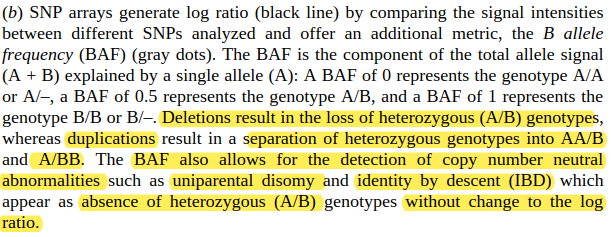 (b) SNP arrays generate log ratio (black line) by comparing the signal intensities
between different SNPs analyzed and offer an additional metric, the B allele
frequency (BAF) (gray dots). The BAF is the component of the total allele signal
(A + B) explained by a single allele (A): A BAF of 0 represents the genotype A/A
or A/–, a BAF of 0.5 represents the genotype A/B, and a BAF of 1 represents the
genotype B/B or B/–. Deletions result in the loss of heterozygous (A/B) genotypes,
whereas duplications result in a separation of heterozygous genotypes into AA/B
and A/BB. The BAF also allows for the detection of copy number neutral
abnormalities such as uniparental disomy and identity by descent (IBD) which
appear as absence of heterozygous (A/B) genotypes without change to the log
ratio.